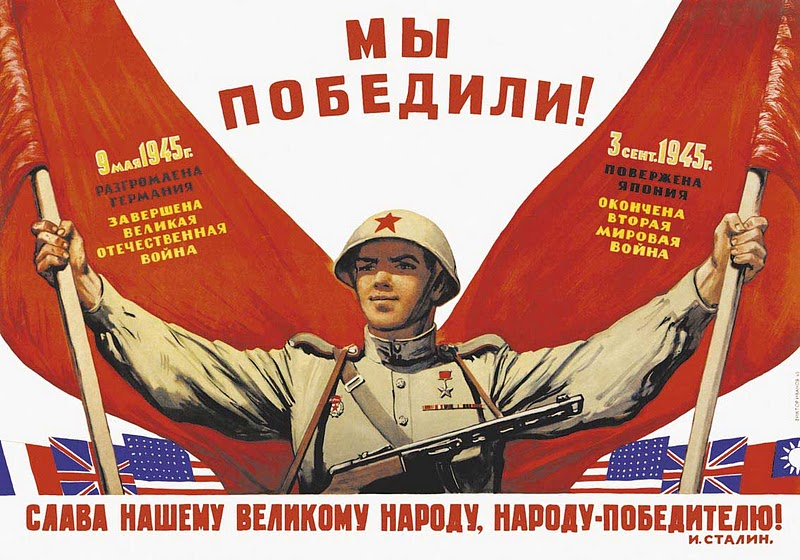 МЫ
ПОБЕДИЛИ!
9 МАЯ 1945 г.
РАЗГРОМЛЕНА
ГЕРМАНИЯ
ЗАВЕРШЕНА
ВЕЛИКАЯ
ОТЕЧЕСТВЕННАЯ
ВОЙНА
3 СЕНТ. 1945 г.
ПОВЕРЖЕНА
ЯПОНИЯ
ОКОНЧЕНА
ВТОРАЯ
МИРОВАЯ
ВОЙНА
СЛАВА НАШЕМУ ВЕЛИКОМУ НАРОДУ, НАРОДУ-ПОБЕДИТЕЛЮ!
И. СТАЛИН.